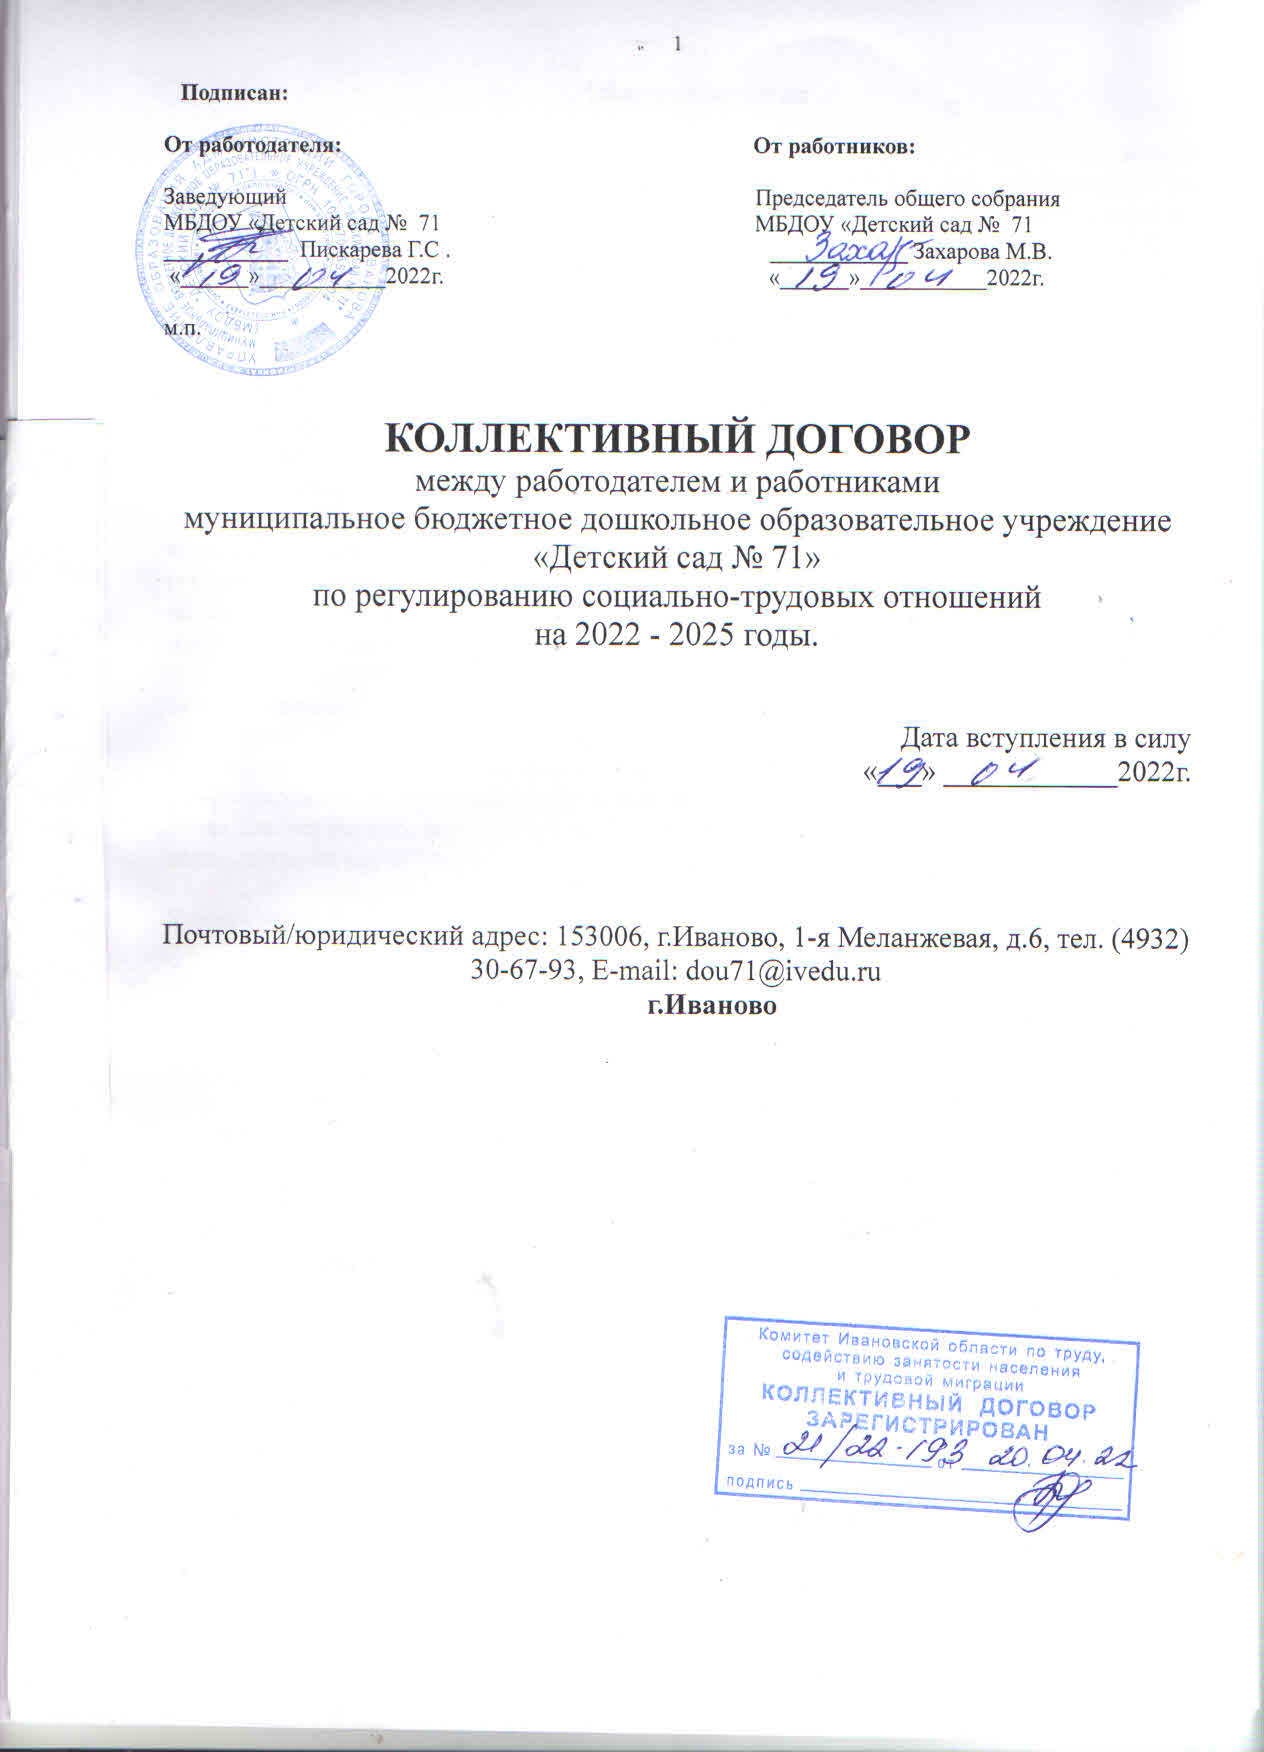 1
Подписан:
От работодателя:
Заведующий
МБДОУ «Детский сад № 71
Пискарева Г.С .
«19» 04 2022г.
м.п.
От работников:
Председатель общего собрания
МБДОУ «Детский сад № 71
Захар Захарова М.В.
«19» 04 2022г.
КОЛЛЕКТИВНЫЙ ДОГОВОР
между работодателем и работниками
муниципальное бюджетное дошкольное образовательное учреждение
«Детский сад № 71»
по регулированию социально-трудовых отношений
на 2022 - 2025 годы.
Дата вступления в силу
«19» 04 2022г.
Почтовый/юридический адрес: 153006, г.Иваново, 1-я Меланжевая, д.6, тел. (4932)
30-67-93, E-mail: dou71@ivedu.ru
г.Иваново
Комитет Ивановской области по труду,
содействию занятости населения
и трудовой миграции
КОЛЛЕКТИВНЫЙ ДОГОВОР
ЗАРЕГИСТРИРОВАН
за № 21/22-193 от 20.04.22
подпись